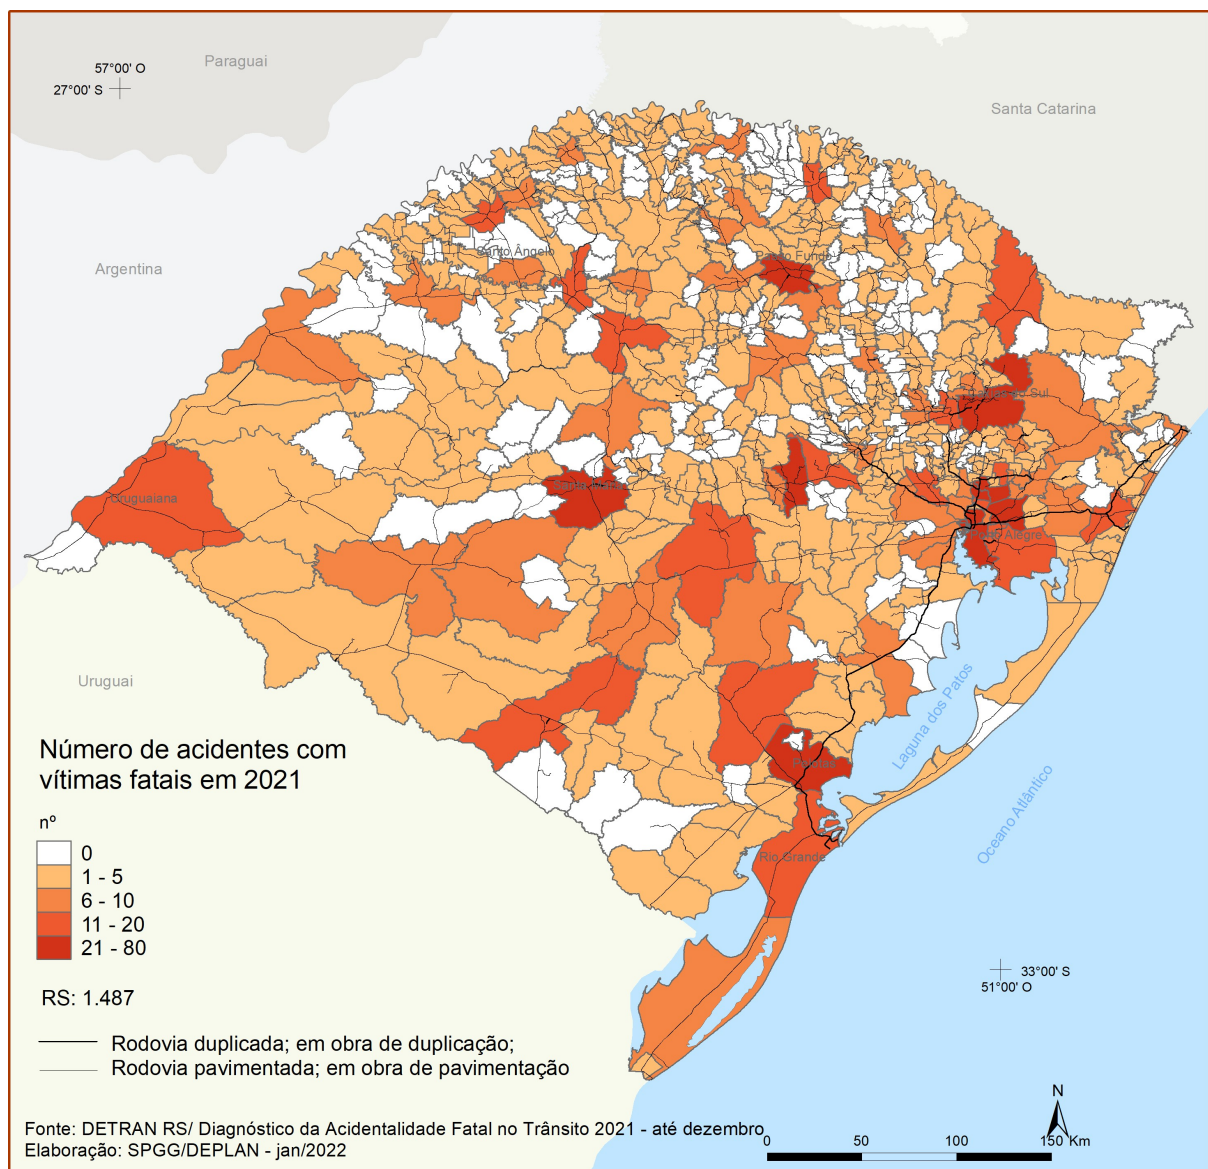 Paraguai
57°00' O
27°00' S
Santa Catarina
Santo Ângelo
Passo Fundo
Argentina
Caxias do Sul
Uruguaiana
Santa Maria
Porto Alegre
Uruguai
Laguna dos Patos
Pelotas
Oceano Atlântico
Rio Grande
Número de acidentes com
vítimas fatais em 2021
nº
0
1 - 5
6 - 10
11 - 20
21 - 80
33°00' S
51°00' O
RS: 1.487
Rodovia duplicada; em obra de duplicação;
Rodovia pavimentada; em obra de pavimentação
N
Fonte: DETRAN RS/ Diagnóstico da Acidentalidade Fatal no Trânsito 2021 - até dezembro
Elaboração: SPGG/DEPLAN - jan/2022
0 50 100 150 Km